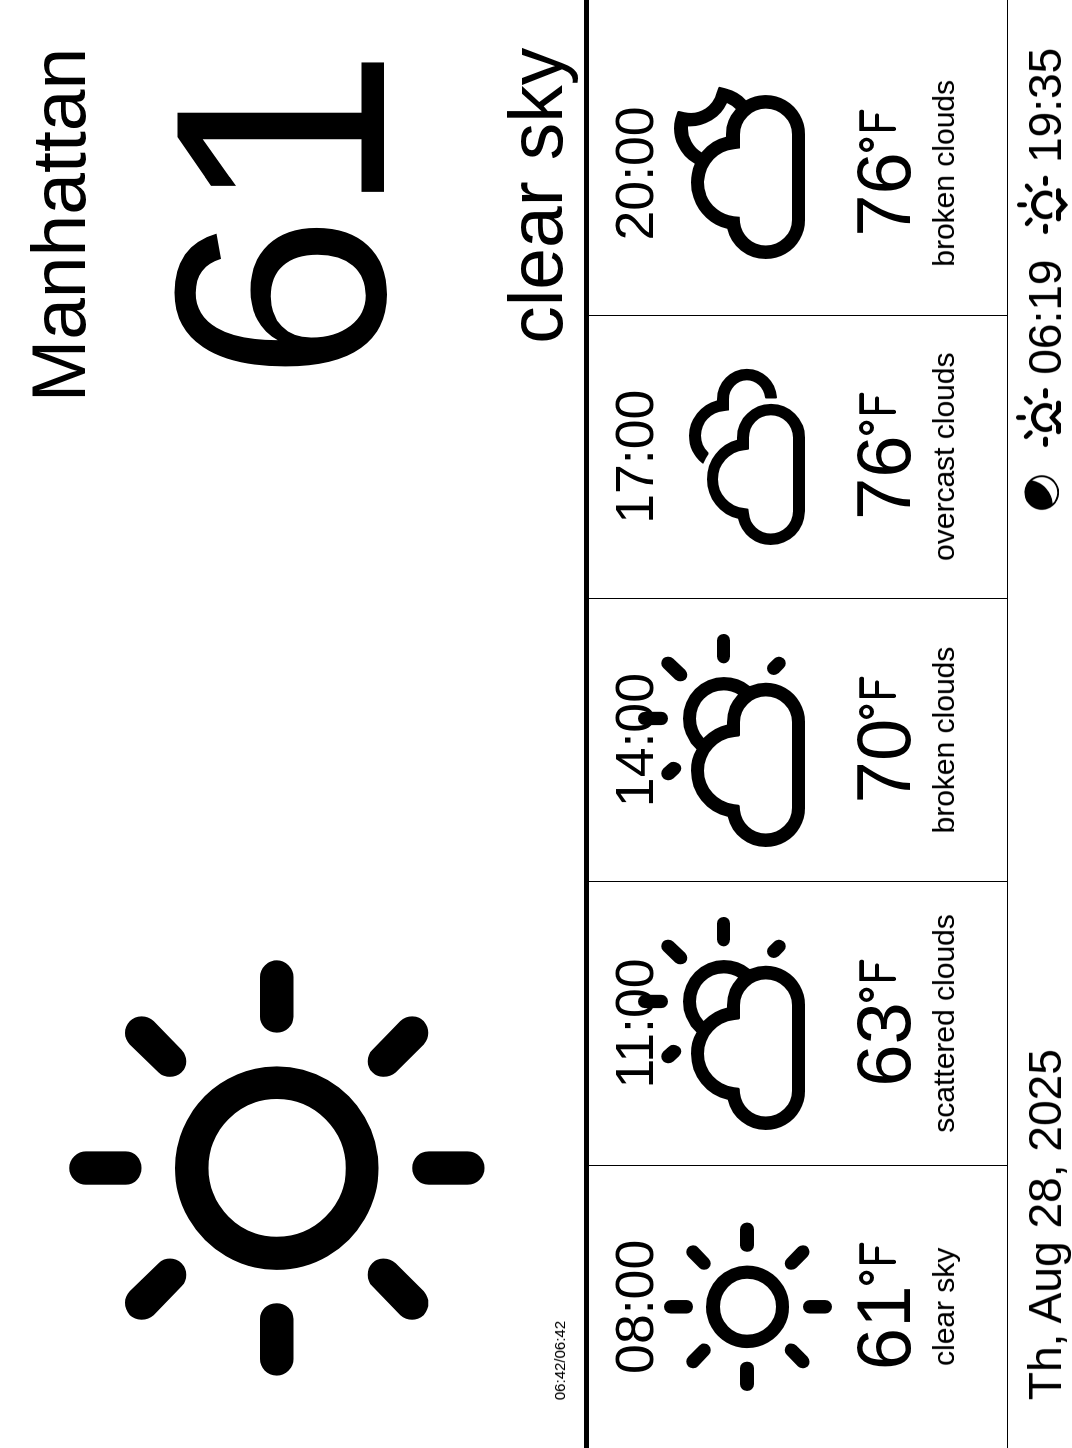 Manhattan
61
clear sky
06:42/06:42
08:00
61°F
clear sky
11:00
63°F
scattered clouds
14:00
70°F
broken clouds
17:00
76°F
overcast clouds
20:00
76°F
broken clouds
Th, Aug 28, 2025
06:19
19:35